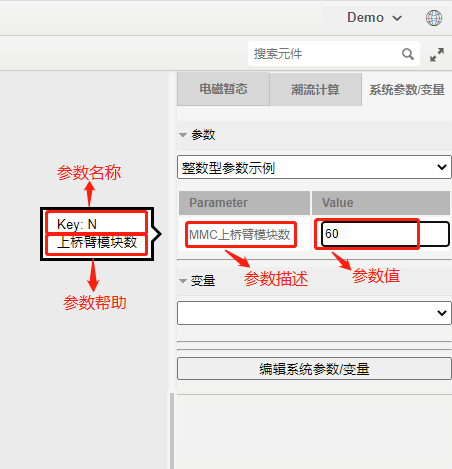 Demo
搜索元件
电磁暂态
潮流计算
系统参数/变量
参数
整数型参数示例
Parameter
Value
MMC上桥臂模块数
60
参数描述
参数值
变量
编辑系统参数/变量
参数名称
Key: N
上桥臂模块数
参数帮助